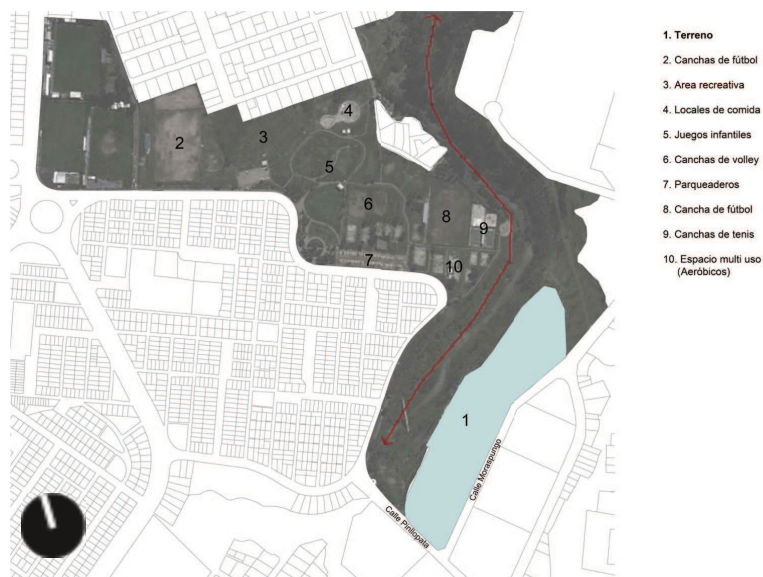 1. Terreno
2. Canchas de fútbol
3. Area recreativa
4. Locales de comida
5. Juegos infantiles
6. Canchas de volley
7. Parqueaderos
8. Cancha de fútbol
9. Canchas de tenis
10. Espacio multi uso
(Aeróbicos)
4
2
3
5
6
8
9
7
10
1
Calle Moraspungo
Calle Pinllopata